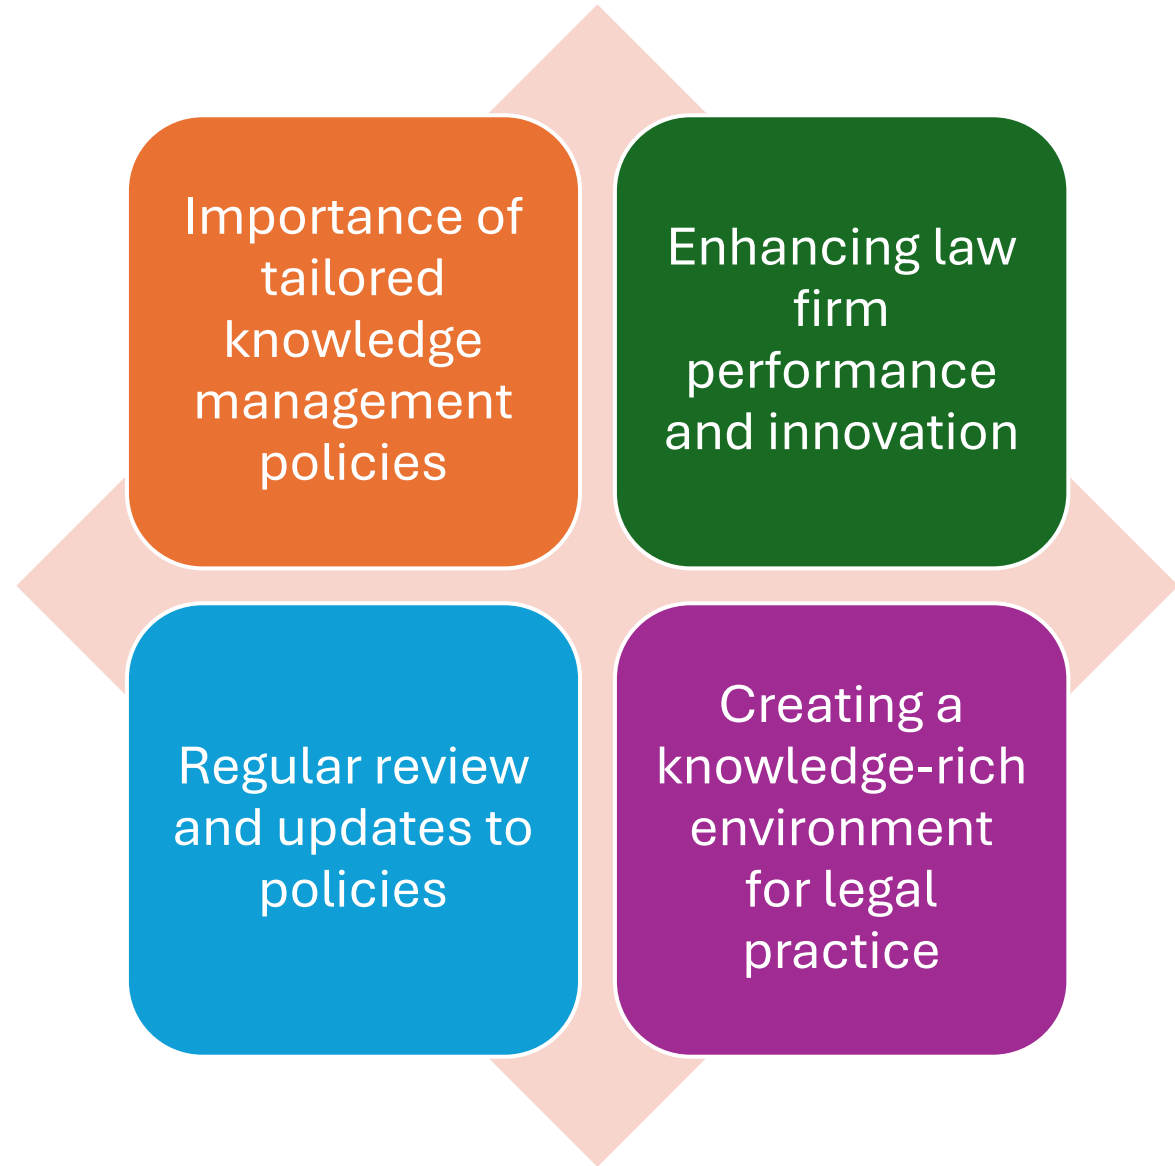 Importance of
tailored
knowledge
management
policies
Enhancing law
firm
performance
and innovation
Regular review
and updates to
policies
Creating a
knowledge-rich
environment
for legal
practice